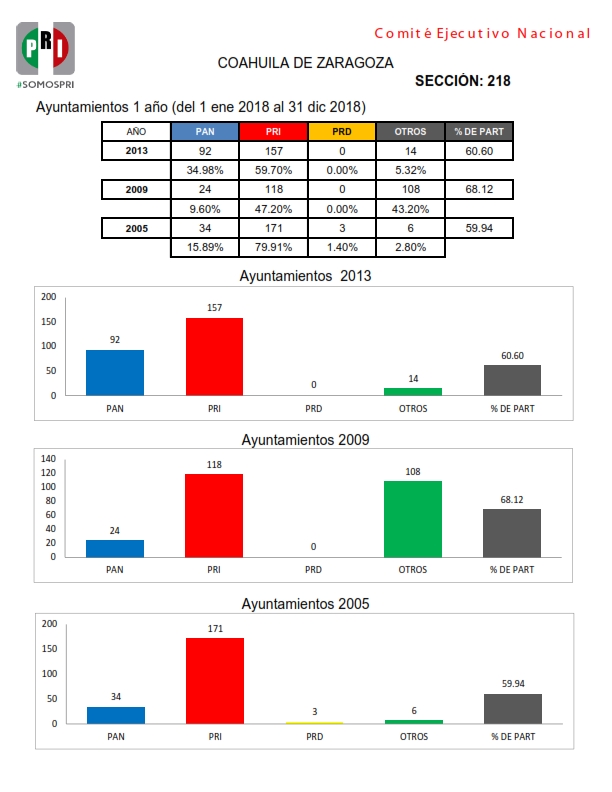 Comité Ejecutivo Nacional
PRI
#SOMOSPRI
COAHUILA DE ZARAGOZA
SECCIÓN: 218
Ayuntamientos 1 año (del 1 ene 2018 al 31 dic 2018)
AÑO PAN PRI PRD OTROS % DE PART
2013 92 157 0 14 60.60
34.98% 59.70% 0.00% 5.32%
2009 24 118 0 108 68.12
9.60% 47.20% 0.00% 43.20%
2005 34 171 3 6 59.94
15.89% 79.91% 1.40% 2.80%
Ayuntamientos 2013
200
157
150
92
100
60.60
50
14
0
0
PAN PRI PRD OTROS % DE PART
Ayuntamientos 2009
140
118
120
108
100
80
68.12
60
40
24
20
0
0
PAN PRI PRD OTROS % DE PART
Ayuntamientos 2005
200
171
150
100
59.94
50
34
3
6
0
PAN PRI PRD OTROS % DE PART